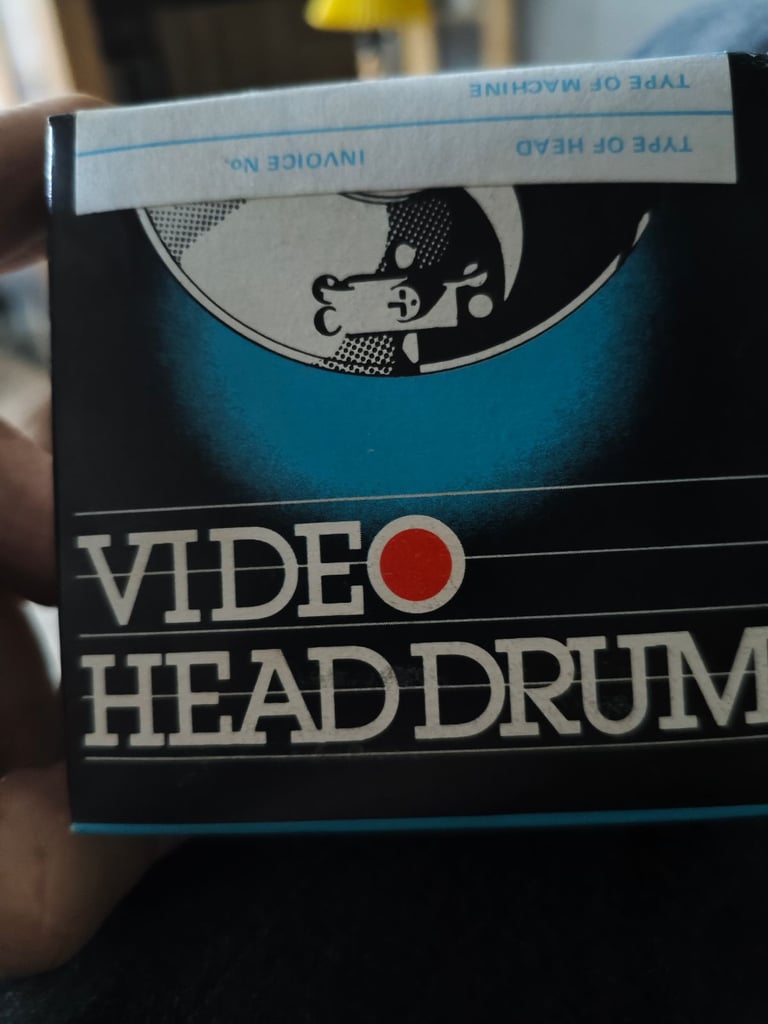 TYPE OF MACHINE
TYPE OF HEAD INVOICE No.
VIDEO
HEAD DRUM